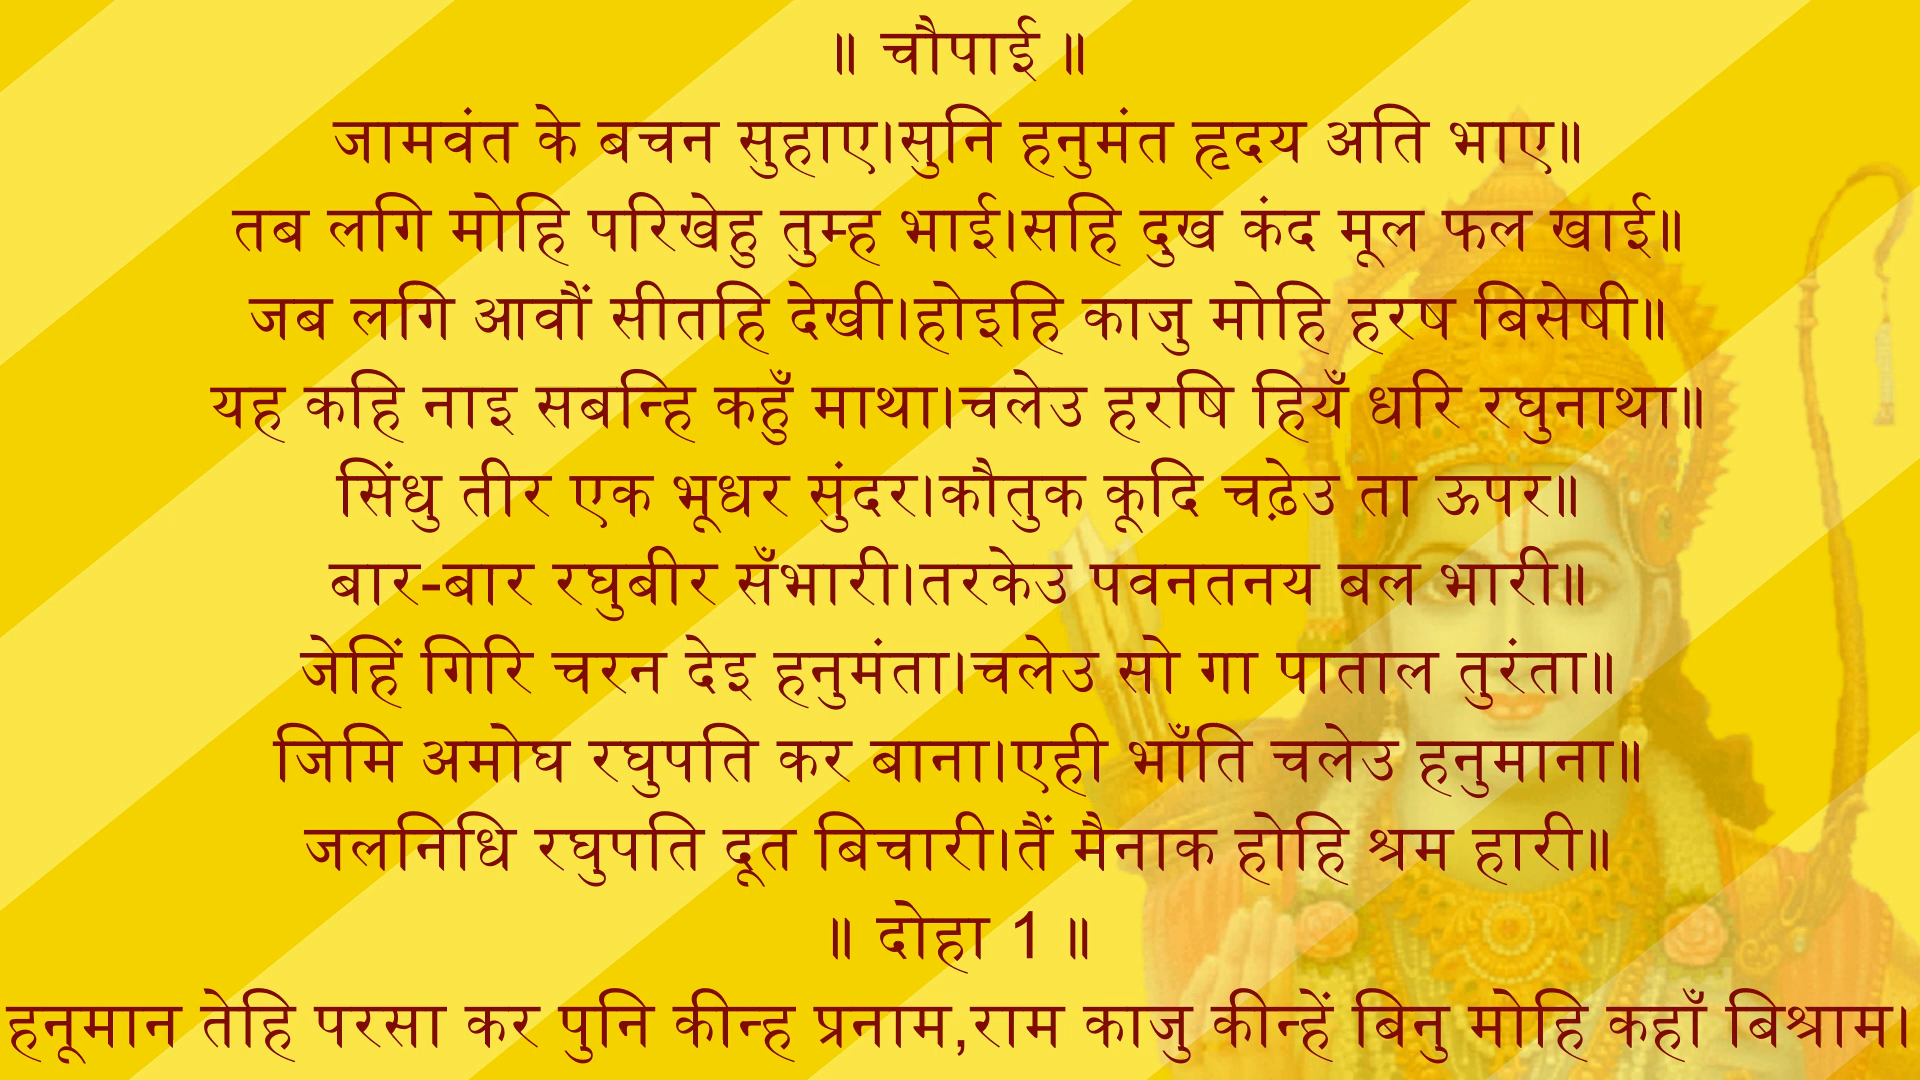 ॥ चौपाई ॥
जामवंत के बचन सुहाए।सुनि हनुमंत हृदय अति भाए॥
तब लगि मोहि परिखेहु तुम्ह भाई।सहि दुख कंद मूल फल खाई॥
जब लगि आवौं सीतहि देखी।होइहि काजु मोहि हरष बिसेषी॥
यह कहि नाइ सबन्हि कहुँ माथा।चलेउ हरषि हियँ धरि रघुनाथा॥
सिंधु तीर एक भूधर सुंदर।कौतुक कूदि चढ़ेउ ता ऊपर॥
बार-बार रघुबीर सँभारी।तरकेउ पवनतनय बल भारी॥
जेहिं गिरि चरन देइ हनुमंता।चलेउ सो गा पाताल तुरंता॥
जिमि अमोघ रघुपति कर बाना।एही भाँति चलेउ हनुमाना॥
जलनिधि रघुपति दूत बिचारी।तैं मैनाक होहि श्रम हारी॥
॥ दोहा 1 ॥
हनूमान तेहि परसा कर पुनि कीन्ह प्रनाम,राम काजु कीन्हें बिनु मोहि कहाँ बिश्राम।